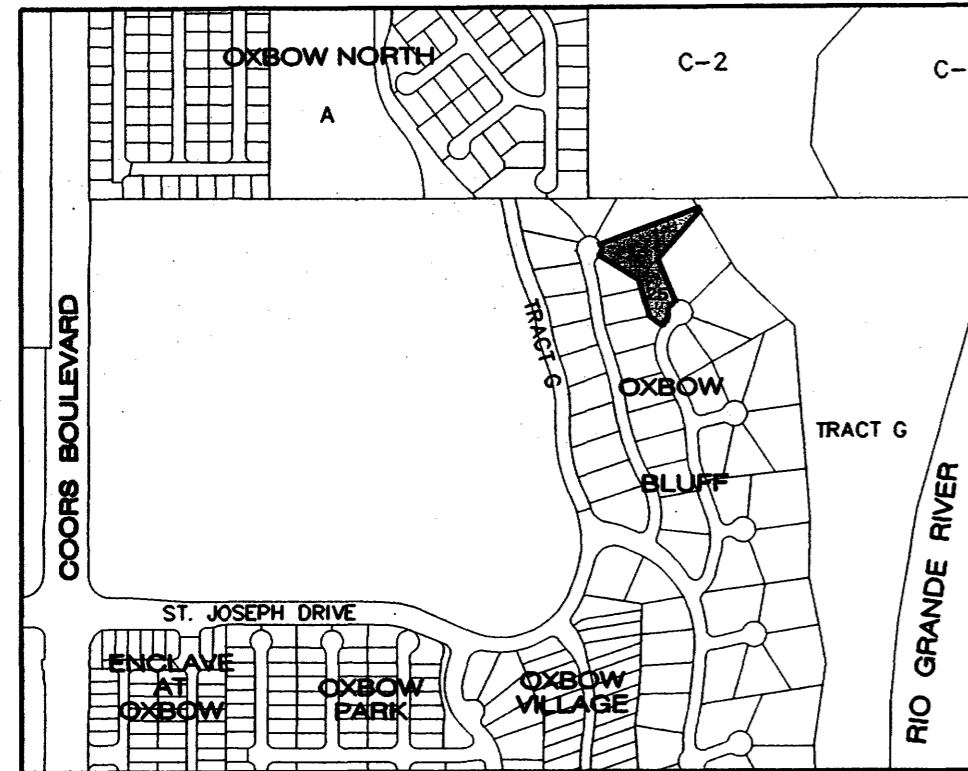 OXBOW NORTH
A
C-2
C-
TRACT G
OXBOW
BLUFF
TRACT G
COORS BOULEVARD
RIO GRANDE RIVER
ST. JOSEPH DRIVE
ENCLAVE
AT
OXBOW
OXBOW
PARK
OXBOW
VILLAGE